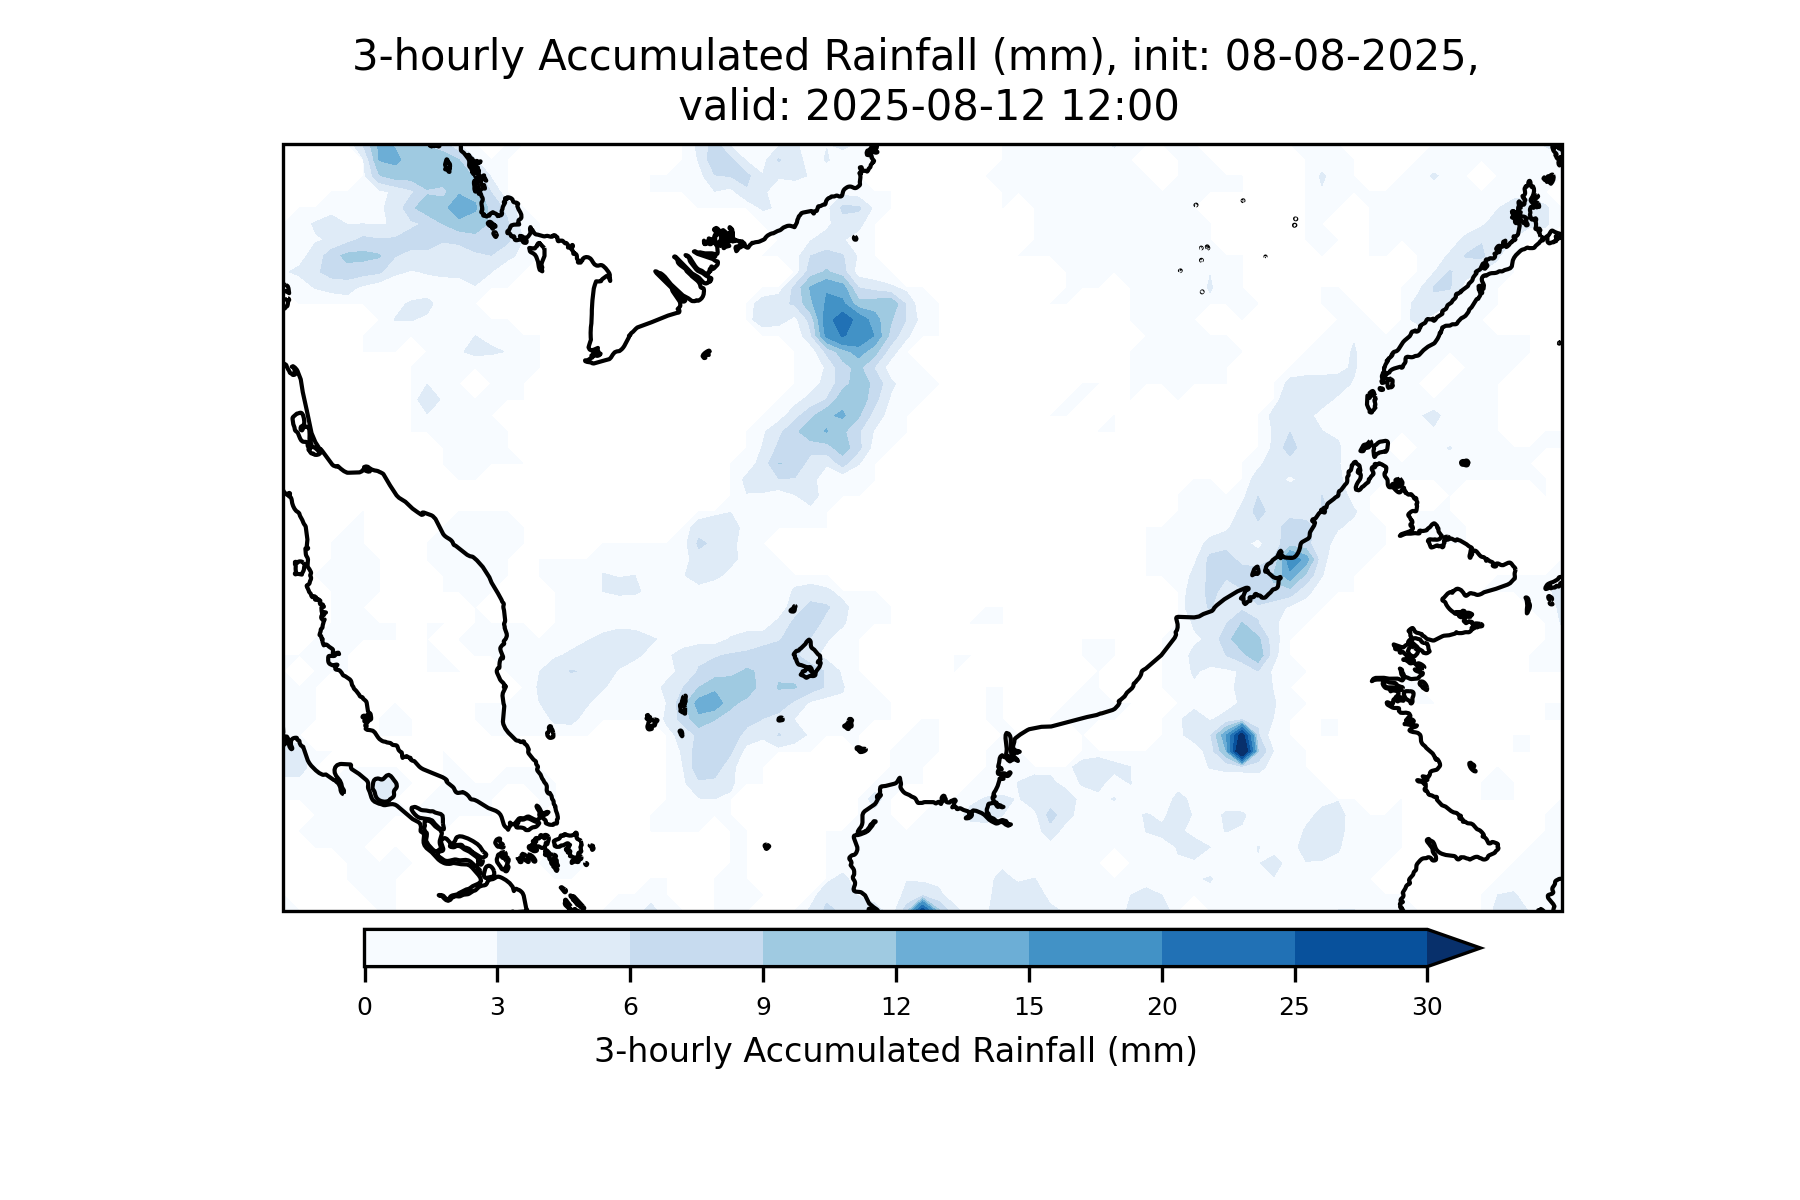 3-hourly Accumulated Rainfall (mm), init: 08-08-2025,
valid: 2025-08-12 12:00
0 3 6 9 12 15 20 25 30
3-hourly Accumulated Rainfall (mm)